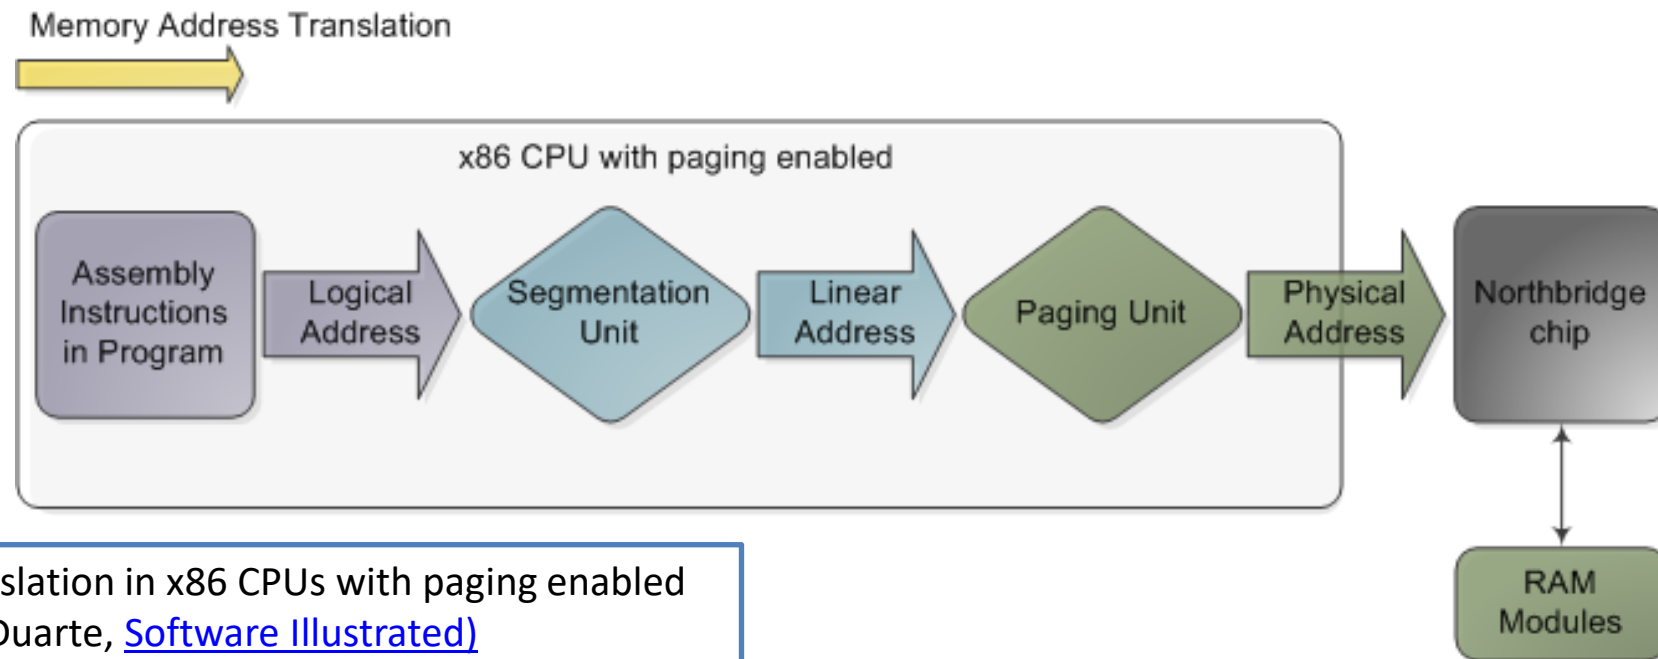 Memory Address Translation
x86 CPU with paging enabled
Assembly
Instructions
in Program
Logical
Address
Segmentation
Unit
Linear
Address
Paging Unit
Physical
Address
Northbridge
chip
RAM
Modules
slation in x86 CPUs with paging enabled
Duarte, Software Illustrated)